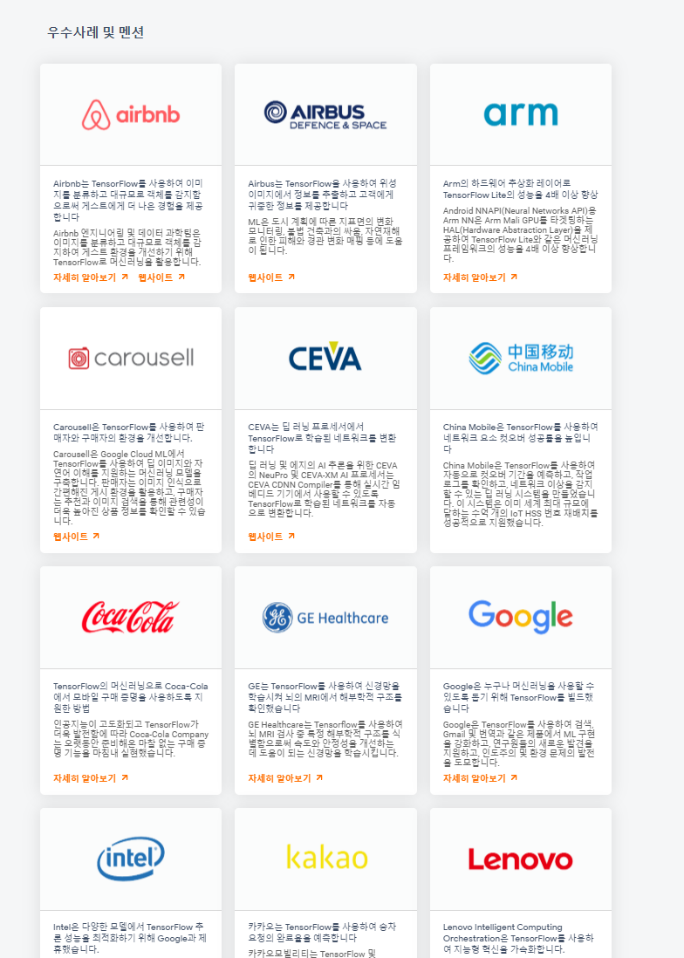 우수사례 및 멘션
airbnb
AIRBUS
DEFENCE & SPACE
arm
Airbnb는 TensorFlow를 사용하여 이미
지를 분류하고 대규모로 객체를 감지함
으로써 게스트에게 더 나은 경험을 제공
합니다
Airbnb 엔지니어링 및 데이터 과학팀은
이미지를 분류하고 대규모로 객체를 감
지하여 게스트 환경을 개선하기 위해
TensorFlow로 머신러닝을 활용합니다.
자세히 알아보기 웹사이트
Airbus는 TensorFlow을 사용하여 위성
이미지에서 정보를 추출하고 고객에게
귀중한 정보를 제공합니다
ML은 도시 계획에 따른 지표면의 변화
모니터링, 불법 건축과의 싸움, 자연재해
로 인한 피해와 경관 변화 매핑 등에 도움
이 됩니다.
웹사이트
Arm의 하드웨어 추상화 레이어로
TensorFlow Lite의 성능을 4배 이상 향상
Android NNAPI(Neural Networks API)용
Arm NN은 Arm Mali GPU를 타겟팅하는
HAL(Hardware Abstraction Layer)을 제
공하여 TensorFlow Lite와 같은 머신러닝
프레임워크의 성능을 4배 이상 향상합니
다.
자세히 알아보기
carousell
CEVA
中国移动
China Mobile
Carousell은 TensorFlow를 사용하여 판
매자와 구매자의 환경을 개선합니다.
Carousell은 Google Cloud ML에서
TensorFlow를 사용하여 딥 이미지와 자
연어 이해를 지원하는 머신러닝 모델을
구축합니다. 판매자는 이미지 인식으로
간편해진 게시 환경을 활용하고, 구매자
는 추천과 이미지 검색을 통해 관련성이
더욱 높아진 상품 정보를 확인할 수 있습
니다.
웹사이트
CEVA는 딥 러닝 프로세서에서
TensorFlow로 학습된 네트워크를 변환
합니다
딥 러닝 및 에지의 AI 추론을 위한 CEVA
의 NeuPro 및 CEVA-XM AI 프로세서는
CEVA CDNN Compiler를 통해 실시간 임
베디드 기기에서 사용할 수 있도록
TensorFlow로 학습된 네트워크를 자동
으로 변환합니다.
웹사이트
China Mobile은 TensorFlow를 사용하여
네트워크 요소 컷오버 성공률을 높입니
다
China Mobile은 TensorFlow를 사용하여
자동으로 컷오버 기간을 예측하고, 작업
로그를 확인하고, 네트워크 이상을 감지
할 수 있는 딥 러닝 시스템을 만들었습니
다. 이 시스템은 이미 세계 최대 규모에
달하는 수억 개의 IoT HSS 번호 재배치를
성공적으로 지원했습니다.
Coca-Cola
GE Healthcare
Google
TensorFlow의 머신러닝으로 Coca-Cola
에서 모바일 구매 증명을 사용하도록 지
원한 방법
인공지능이 고도화되고 TensorFlow가
더욱 발전함에 따라 Coca-Cola Company
는 오랫동안 준비해온 마찰 없는 구매 증
명 기능을 마침내 실현했습니다.
자세히 알아보기
GE는 TensorFlow를 사용하여 신경망을
학습시켜 뇌의 MRI에서 해부학적 구조를
확인했습니다
GE Healthcare는 Tensorflow를 사용하여
뇌 MRI 검사 중 특정 해부학적 구조를 식
별함으로써 속도와 안정성을 개선하는
데 도움이 되는 신경망을 학습시킵니다.
자세히 알아보기
Google은 누구나 머신러닝을 사용할 수
있도록 돕기 위해 TensorFlow를 빌드했
습니다
Google은 TensorFlow를 사용하여 검색,
Gmail 및 번역과 같은 제품에서 ML 구현
을 강화하고, 연구원들의 새로운 발견을
지원하고, 인도주의 및 환경 문제의 발전
을 도모합니다.
자세히 알아보기
intel
kakao
Lenovo
Intel은 다양한 모델에서 TensorFlow 추
론 성능을 최적화하기 위해 Google과 제
휴했습니다.
카카오는 TensorFlow를 사용하여 승차
요청의 완료율을 예측합니다
카카오모빌리티는 TensorFlow 및
Lenovo Intelligent Computing
Orchestration은 TensorFlow를 사용하
여 지능형 혁신을 가속화합니다.